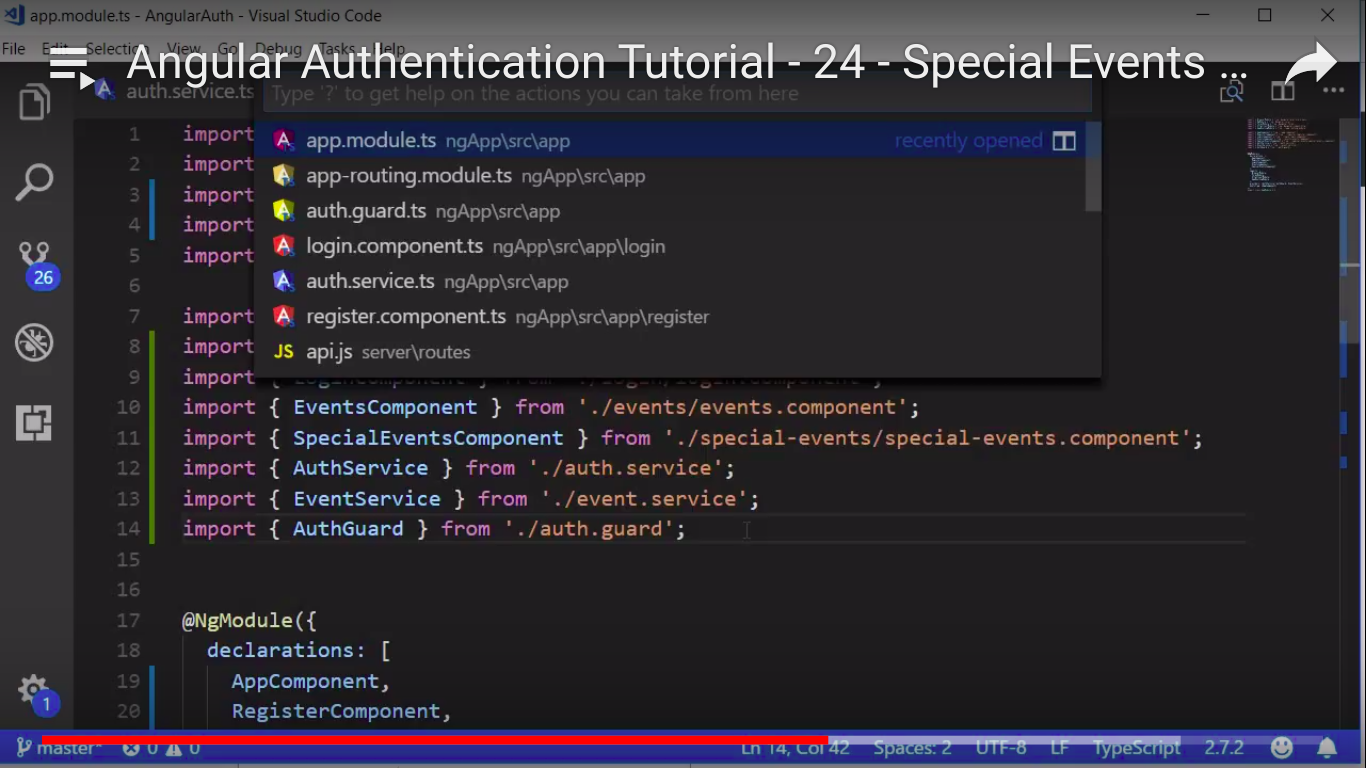 app.module.ts - AngularAuth - Visual Studio Code
File Edit Selection View Go Debug Tasks Help
Angular Authentication Tutorial - 24 - Special Events ...
auth.service.ts
Type '?' to get help on the actions you can take from here
app.module.ts ngApp\src\app recently opened
app-routing.module.ts ngApp\src\app
auth.guard.ts ngApp\src\app
login.component.ts ngApp\src\app\login
auth.service.ts ngApp\src\app
register.component.ts ngApp\src\app\register
JS api.js server\routes
1 import
2 import
3 import
4 import
5 import
6
7 import
8 import
9 import { LoginComponent } from './login/login.component';
10 import { EventsComponent } from './events/events.component';
11 import { SpecialEventsComponent } from './special-events/special-events.component';
12 import { AuthService } from './auth.service';
13 import { EventService } from './event.service';
14 import { AuthGuard } from './auth.guard';
15
16
17 @NgModule({
18 declarations: [
19 AppComponent,
20 RegisterComponent,
26
1
master* 0 0 Ln 14, Col 42 Spaces: 2 UTF-8 LF TypeScript 2.7.2